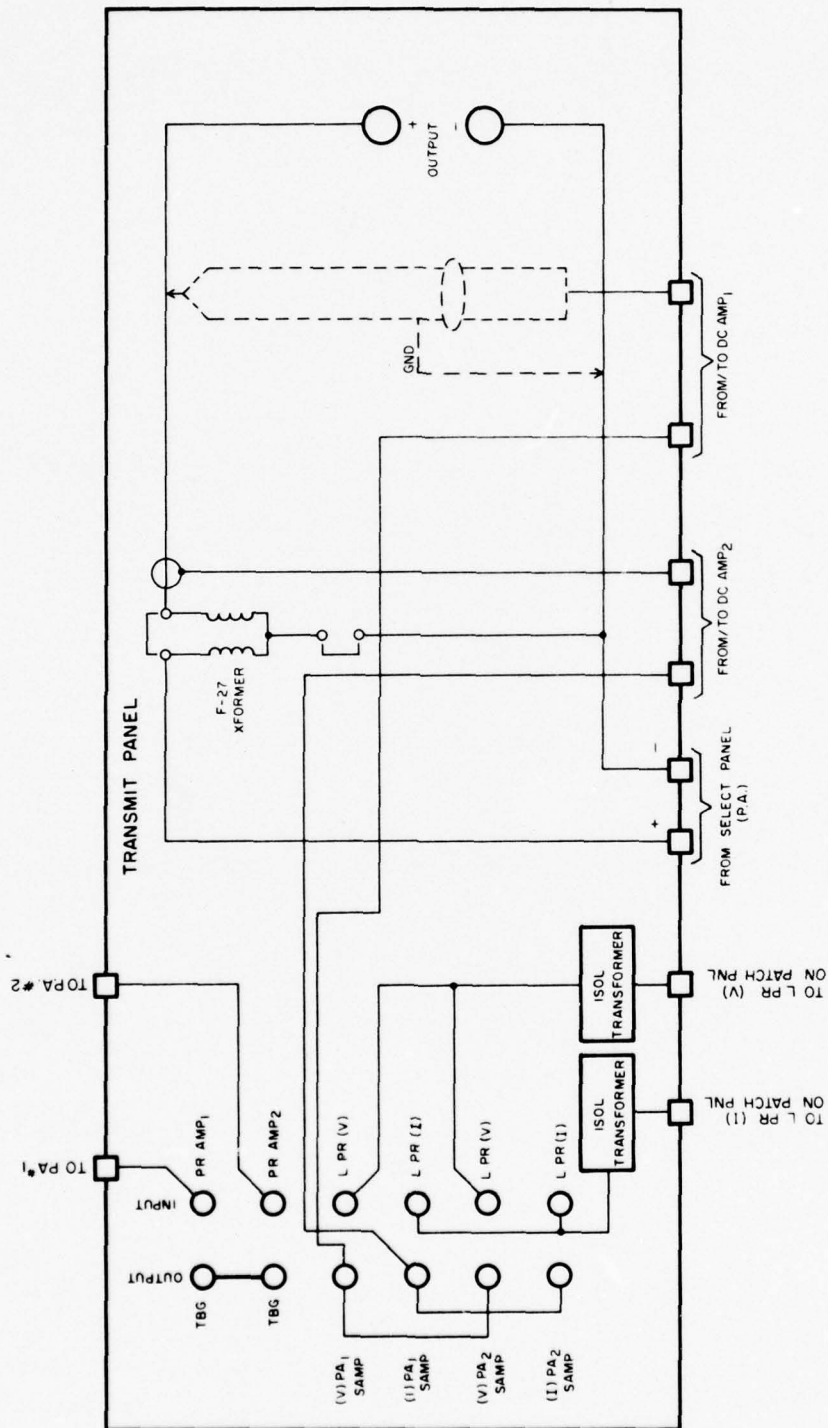 TRANSMIT PANEL
TO P.A. #2
TO PA #1
INPUT
OUTPUT
PR AMP₁
PR AMP₂
L PR (V)
L PR (I)
L PR (V)
L PR (I)
TBG
TBG
(V) PA₁
SAMP
(I) PA₁
SAMP
(V) PA₂
SAMP
(I) PA₂
SAMP
ISOL
TRANSFORMER
ISOL
TRANSFORMER
TO L PR (V)
ON PATCH PNL
TO L PR (I)
ON PATCH PNL
F-27
XFORMER
GND
+
OUTPUT
-
+
-
FROM SELECT PANEL
(P.A.)
FROM/TO DC AMP₂
FROM/TO DC AMP₁